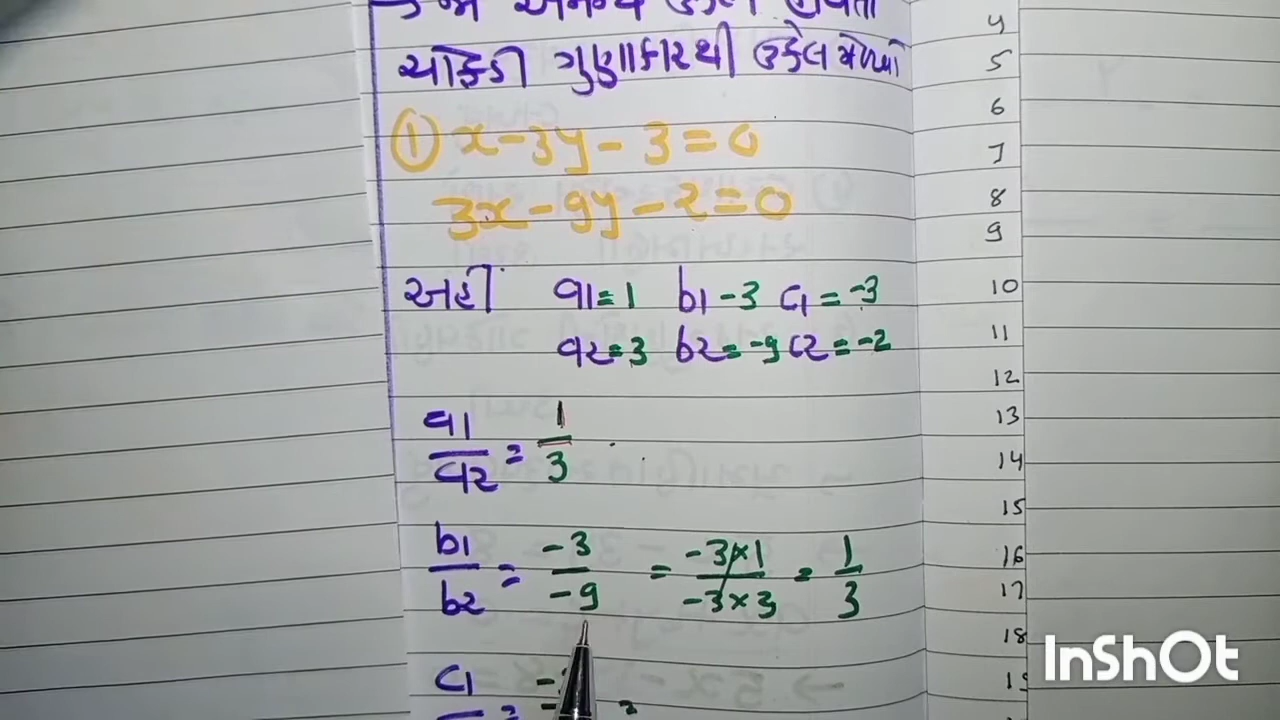 → જો અનન્ય ઉકેલ
ચોકડી ગુણાકારથી ઉકેલ મેળવો
① x-3y-3=0
3x-9y-2=0
અહીં a1=1 b1-3 c1=-3
a2=3 b2=-9 c2=-2
a1/a2 = 1/3
b1/b2 = -3/-9 = -3×1/-3×3 = 1/3
c1
4
5
6
7
8
9
10
11
12
13
14
15
16
17
18
InShOt